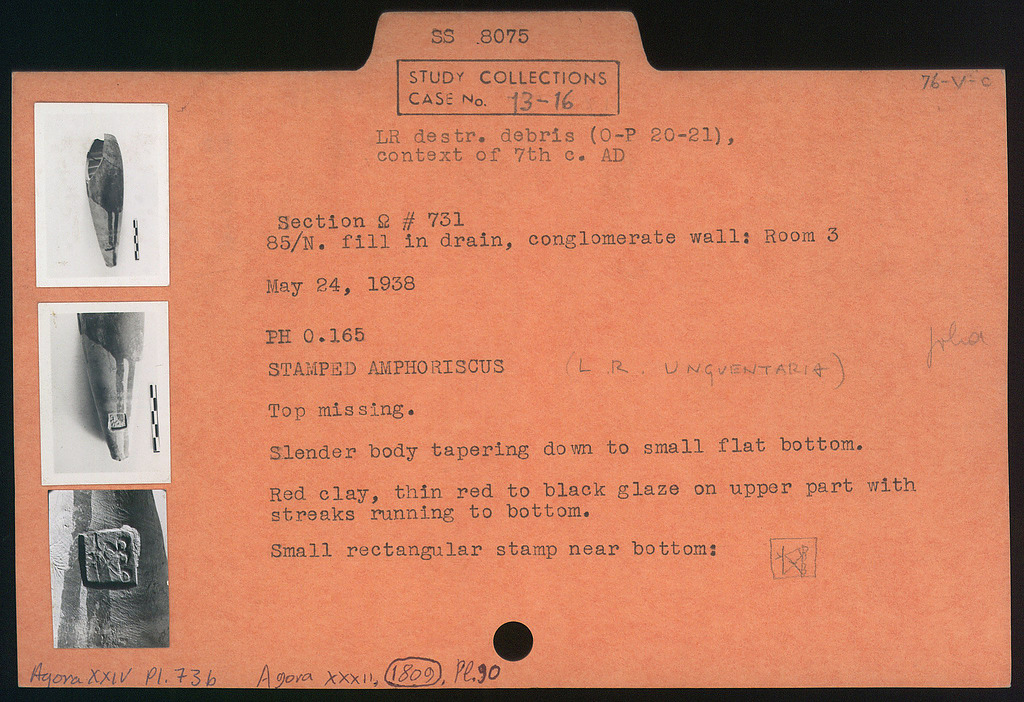 SS 8075
STUDY COLLECTIONS
CASE No. 13-16
76-V-C
LR destr. debris (O-P 20-21),
context of 7th c. AD
Section Ω # 731
85/N. fill in drain, conglomerate wall: Room 3
May 24, 1938
PH 0.165
STAMPED AMPHORISCUS (L.R. UNGUENTARIA)
Top missing.
Slender body tapering down to small flat bottom.
Red clay, thin red to black glaze on upper part with
streaks running to bottom.
Small rectangular stamp near bottom:
Agora XXIV Pl. 73b Agora XXXII, 1809, Pl.90